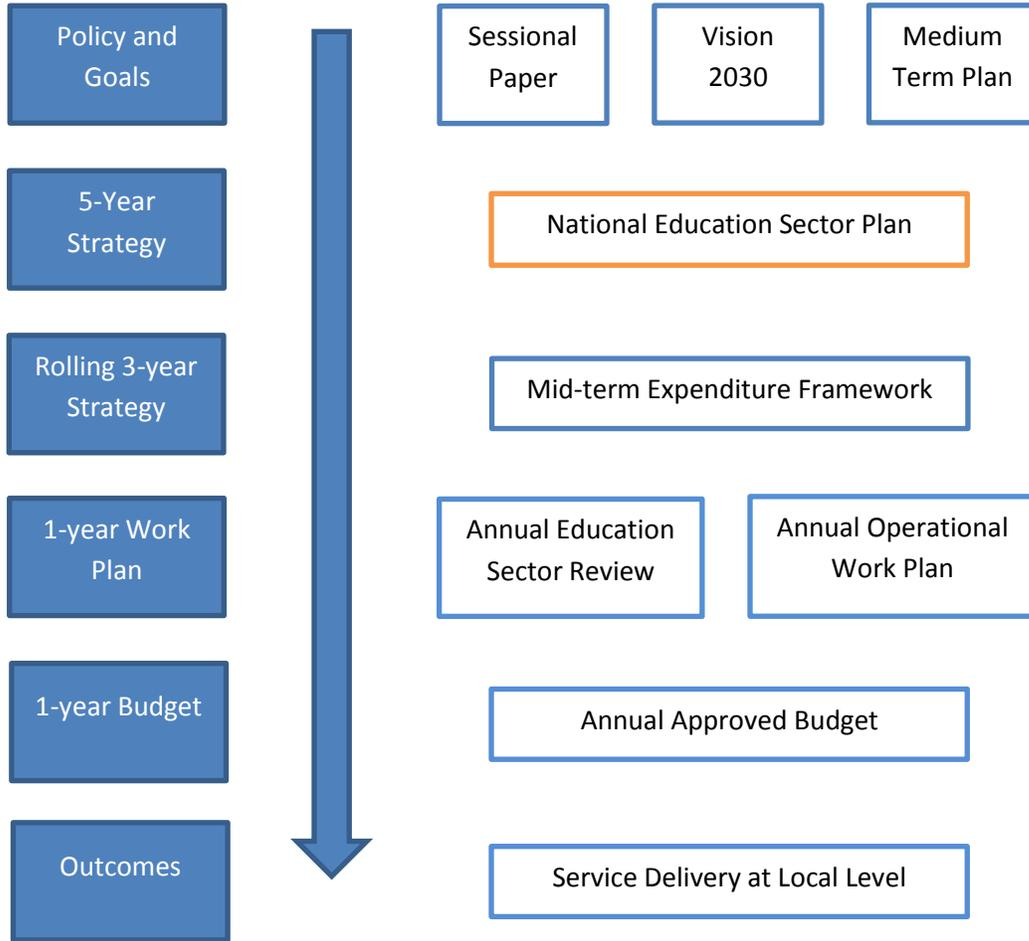 Policy and
Goals
Sessional
Paper
Vision
2030
Medium
Term Plan
5-Year
Strategy
National Education Sector Plan
Rolling 3-year
Strategy
Mid-term Expenditure Framework
1-year Work
Plan
Annual Education
Sector Review
Annual Operational
Work Plan
1-year Budget
Annual Approved Budget
Outcomes
Service Delivery at Local Level